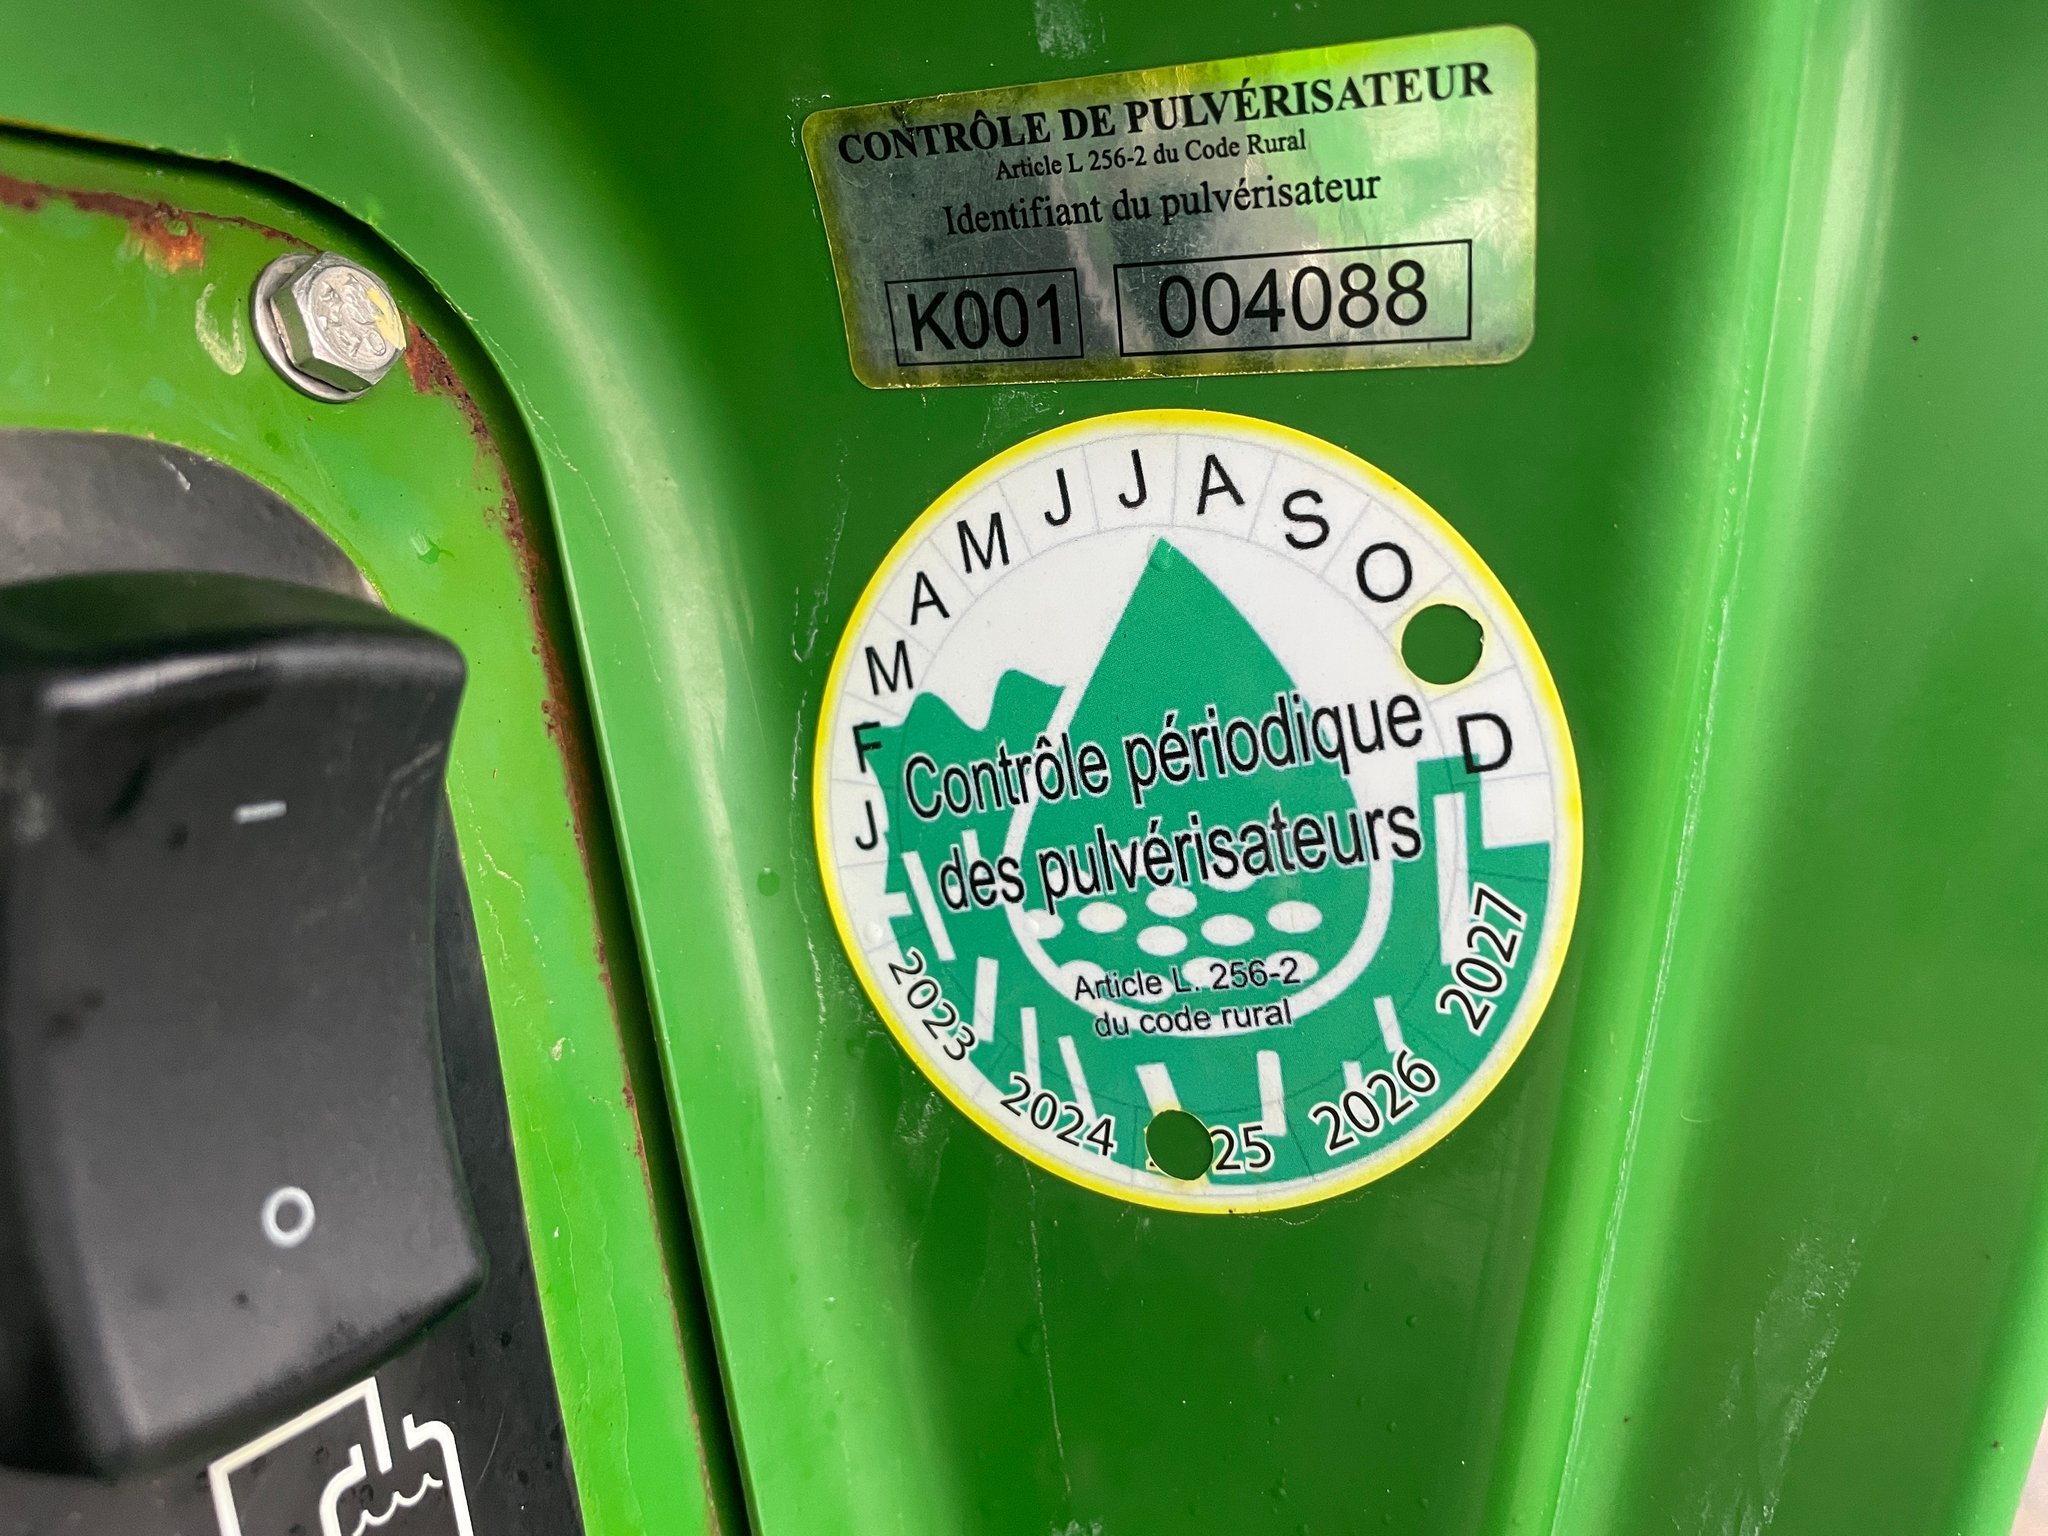 CONTRÔLE DE PULVÉRISATEUR
Article L 256-2 du Code Rural
Identifiant du pulvérisateur
K001 004088
J F M A M J J A S O D
Contrôle périodique
des pulvérisateurs
Article L. 256-2
du code rural
2023 2024 25 2026 2027